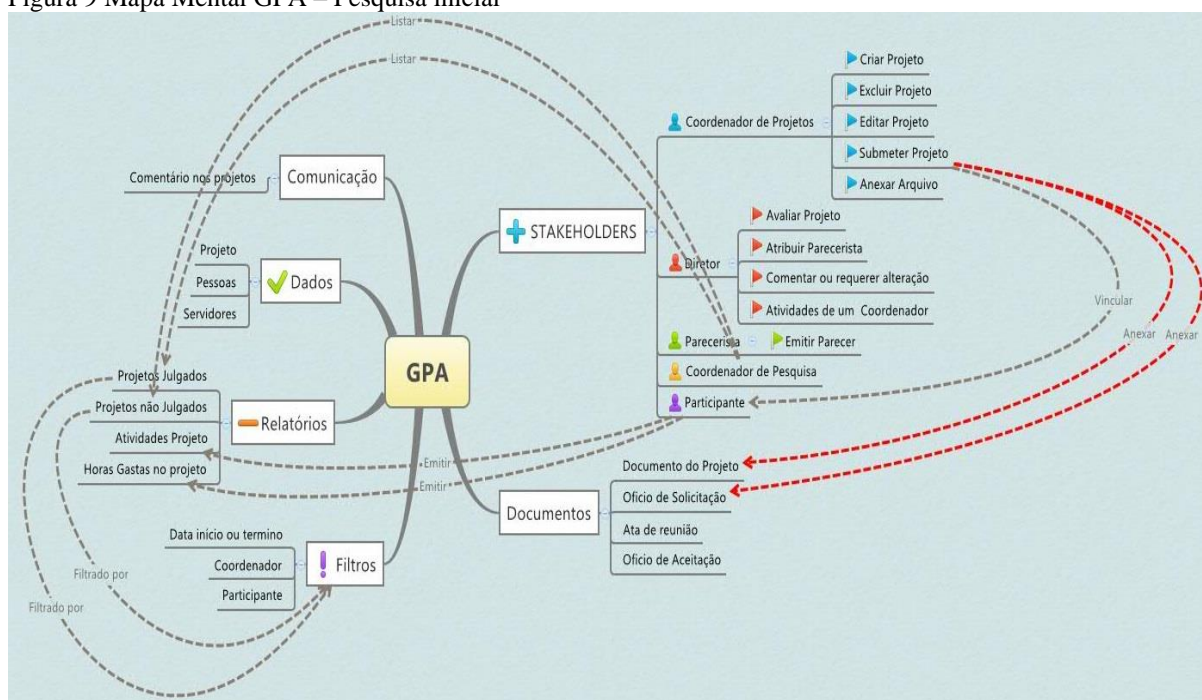 Figura 9 Mapa Mental GPA – Pesquisa inicial
Listar
Listar
Comentário nos projetos
Comunicação
Projeto
Pessoas
Servidores
Dados
GPA
Projetos Julgados
Projetos não Julgados
Atividades Projeto
Horas Gastas no projeto
Relatórios
Emitir
Emitir
Data início ou termino
Coordenador
Participante
Filtros
Filtrado por
Filtrado por
STAKEHOLDERS
Coordenador de Projetos
Criar Projeto
Excluir Projeto
Editar Projeto
Submeter Projeto
Anexar Arquivo
Diretor
Avaliar Projeto
Atribuir Parecerista
Comentar ou requerer alteração
Atividades de um Coordenador
Parecerista
Emitir Parecer
Coordenador de Pesquisa
Participante
Vincular
Anexar
Anexar
Documentos
Documento do Projeto
Oficio de Solicitação
Ata de reunião
Oficio de Aceitação